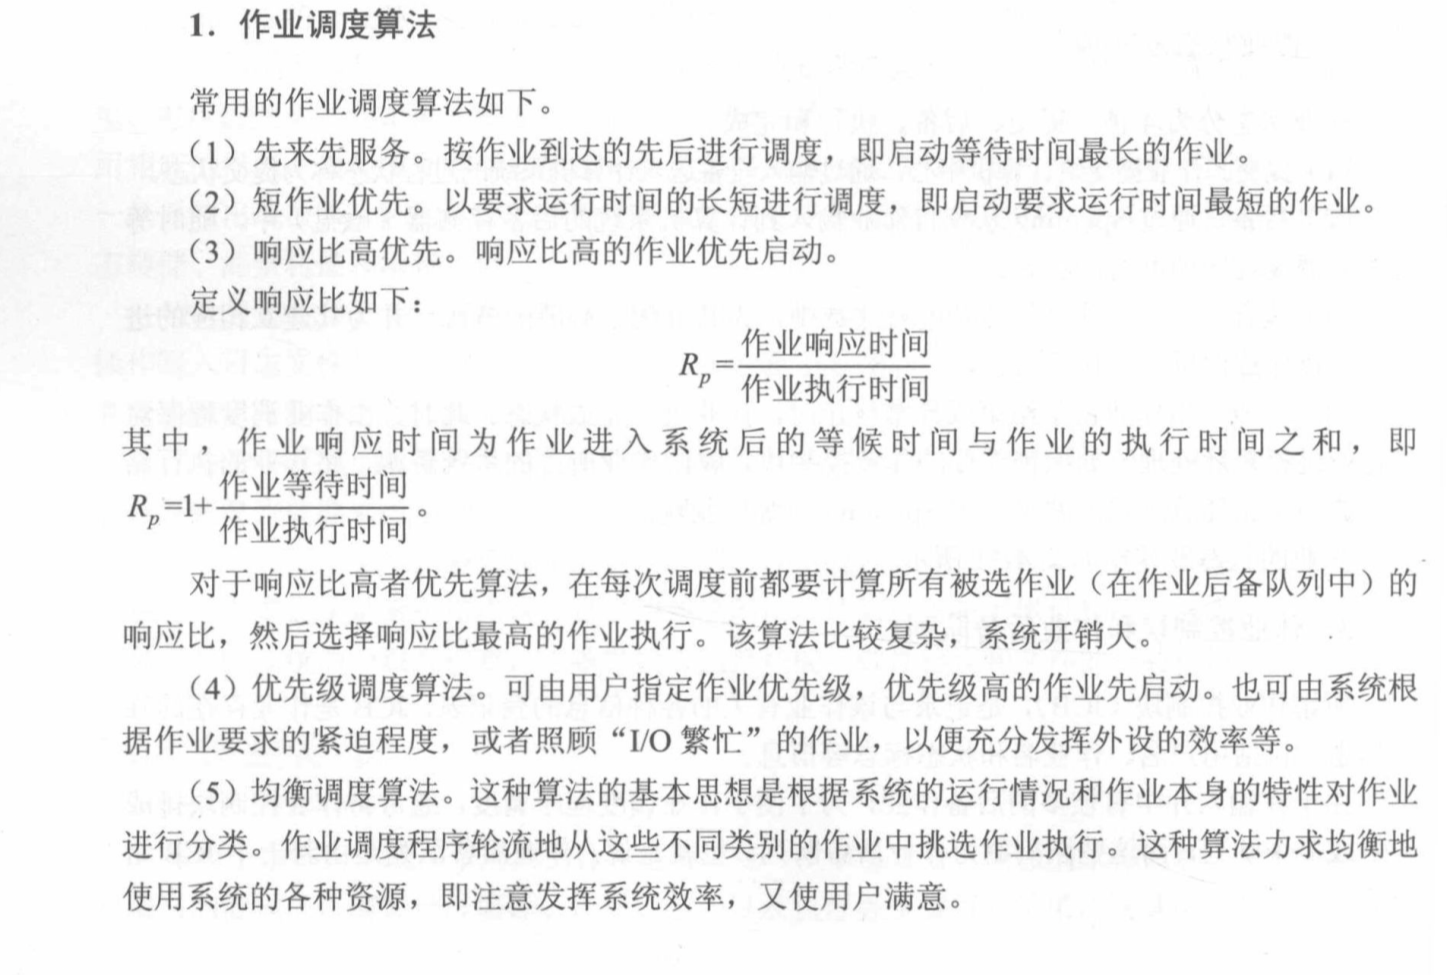 1．作业调度算法
常用的作业调度算法如下。
（1）先来先服务。按作业到达的先后进行调度，即启动等待时间最长的作业。
（2）短作业优先。以要求运行时间的长短进行调度，即启动要求运行时间最短的作业。
（3）响应比高优先。响应比高的作业优先启动。
定义响应比如下：
Rp=作业响应时间/作业执行时间
其中，作业响应时间为作业进入系统后的等候时间与作业的执行时间之和，即
Rp=1+作业等待时间/作业执行时间。
对于响应比高者优先算法，在每次调度前都要计算所有被选作业（在作业后备队列中）的
响应比，然后选择响应比最高的作业执行。该算法比较复杂，系统开销大。
（4）优先级调度算法。可由用户指定作业优先级，优先级高的作业先启动。也可由系统根
据作业要求的紧迫程度，或者照顾“I/O 繁忙”的作业，以便充分发挥外设的效率等。
（5）均衡调度算法。这种算法的基本思想是根据系统的运行情况和作业本身的特性对作业
进行分类。作业调度程序轮流地从这些不同类别的作业中挑选作业执行。这种算法力求均衡地
使用系统的各种资源，即注意发挥系统效率，又使用户满意。